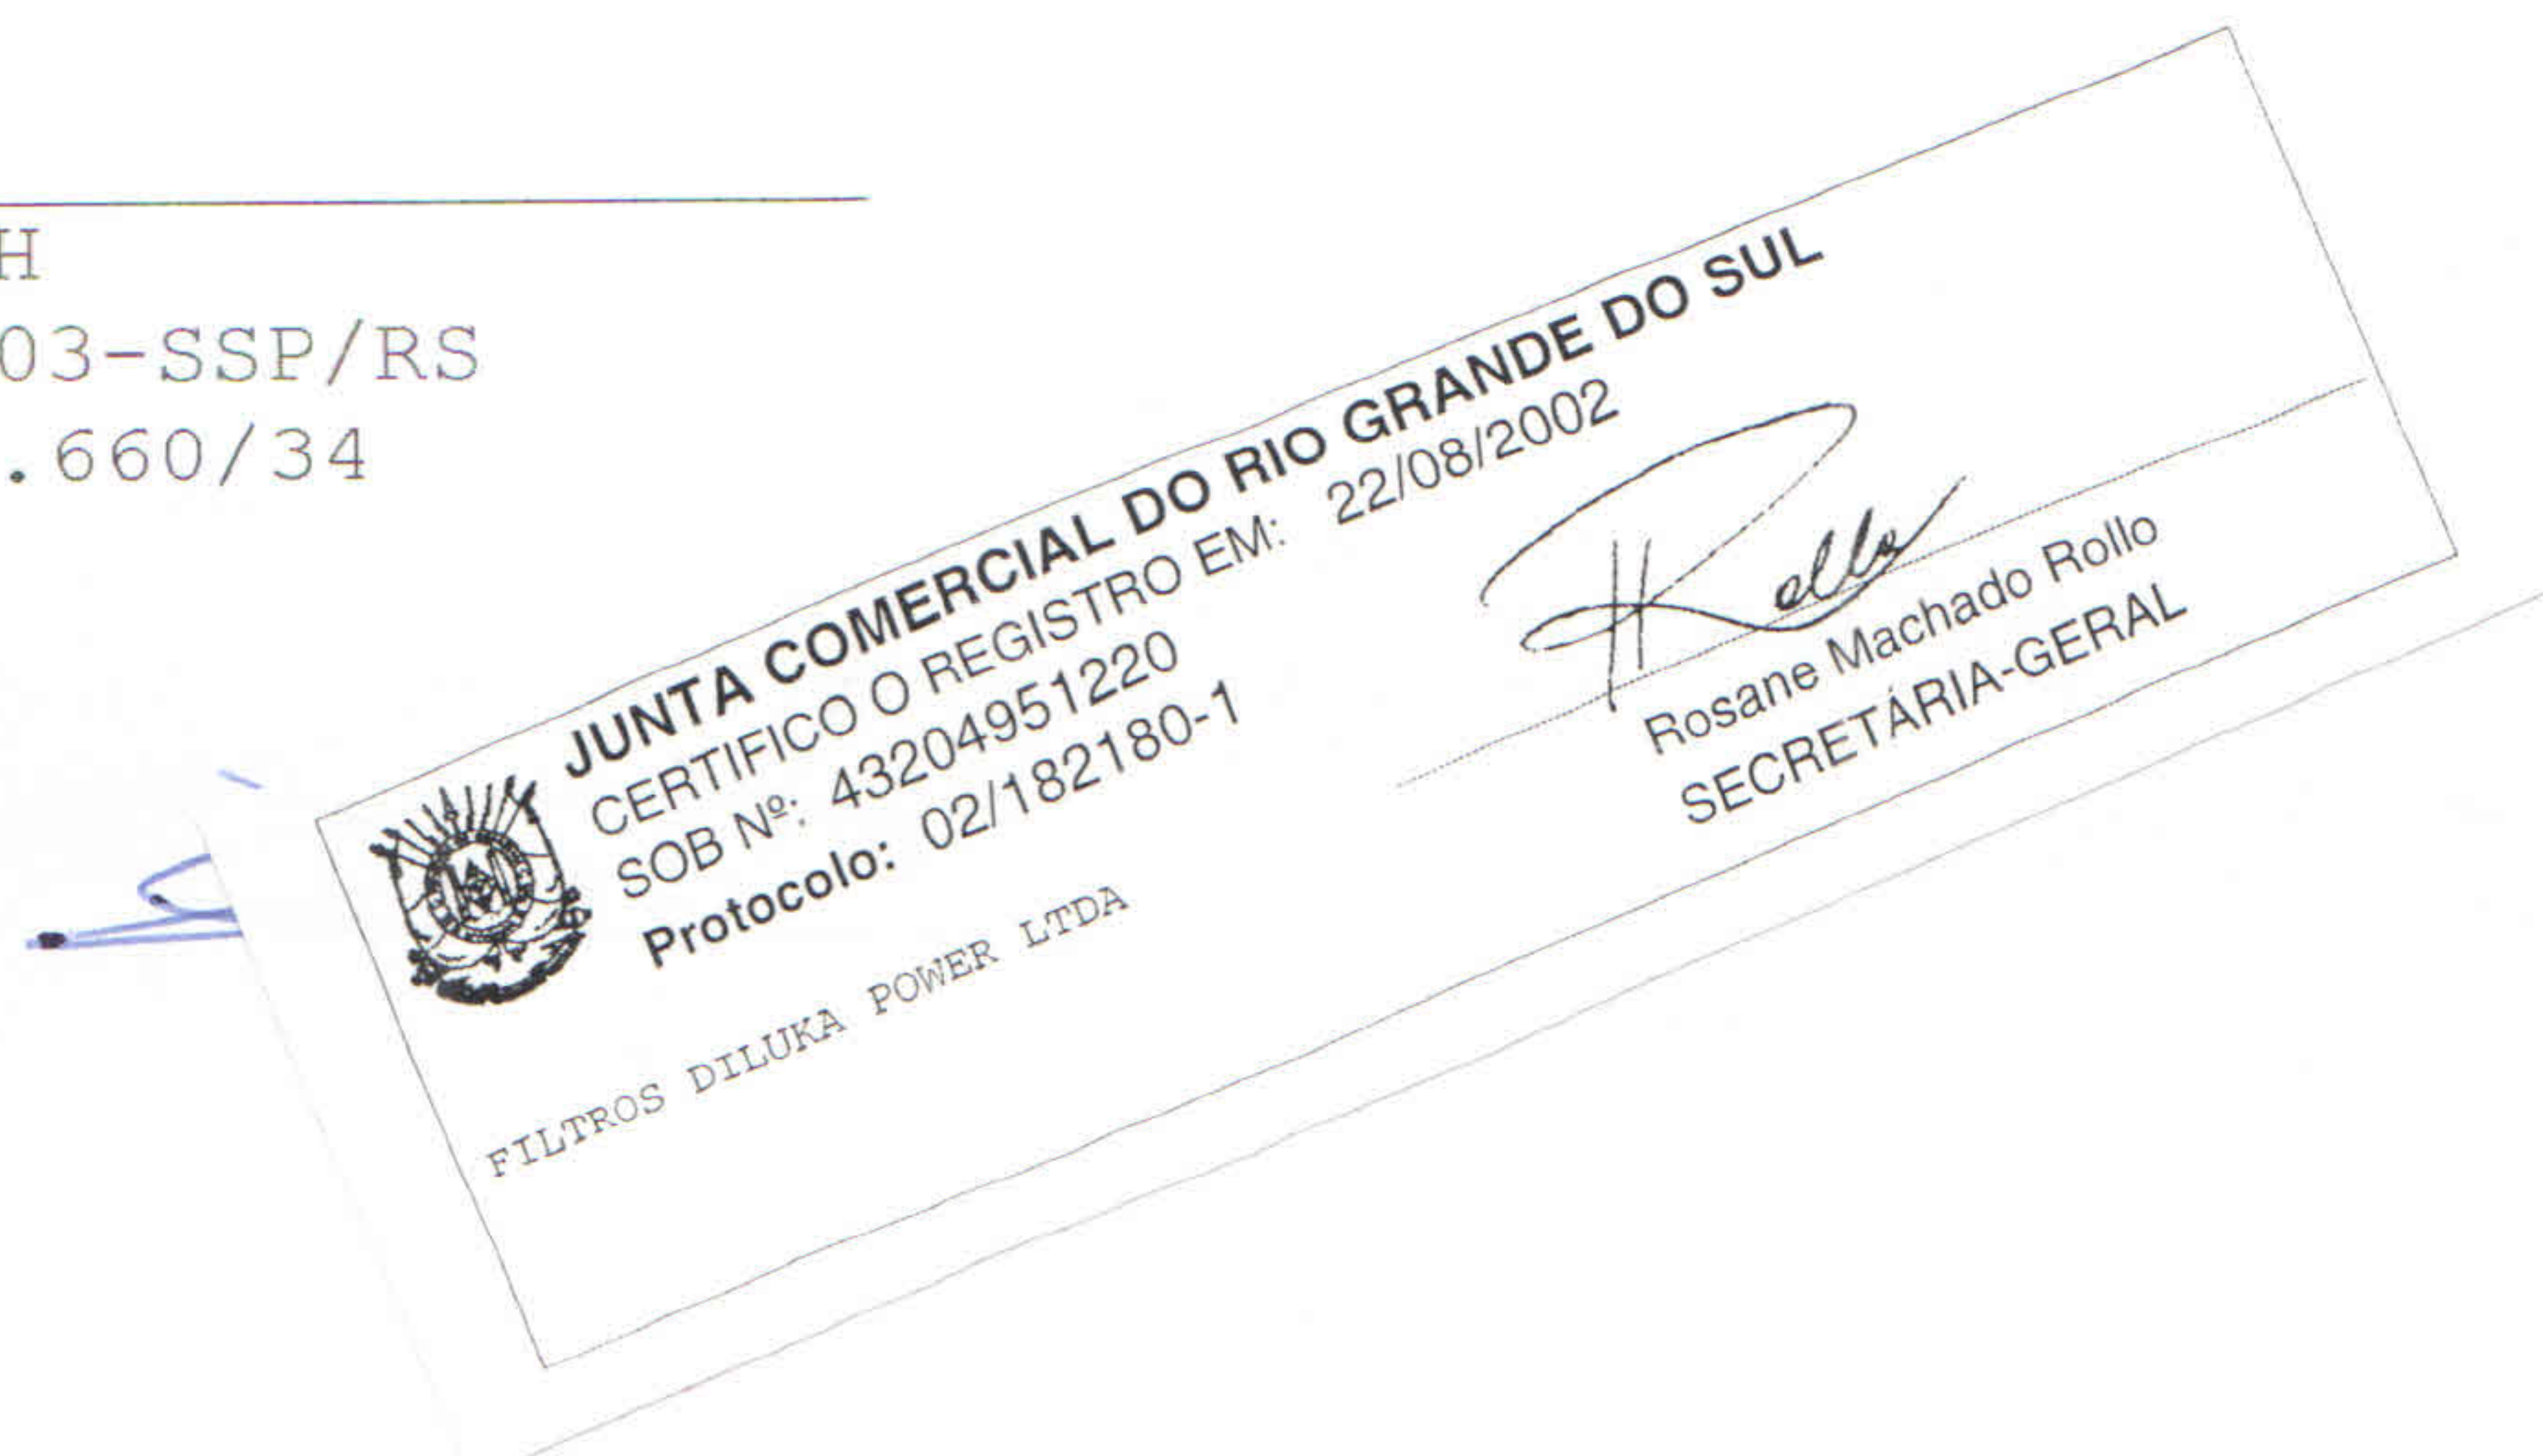 H
03-SSP/RS
.660/34
JUNTA COMERCIAL DO RIO GRANDE DO SUL
CERTIFICO O REGISTRO EM: 22/08/2002
SOB Nº: 43204951220
Protocolo: 02/182180-1
FILTROS DILUKA POWER LTDA
Rollo
Rosane Machado Rollo
SECRETÁRIA-GERAL